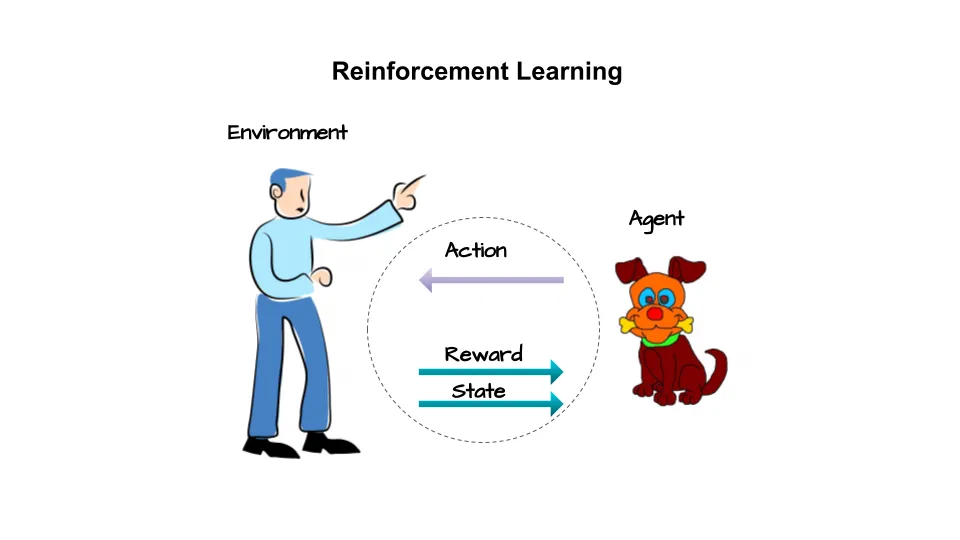 Reinforcement Learning
Environment
Agent
Action
Reward
State